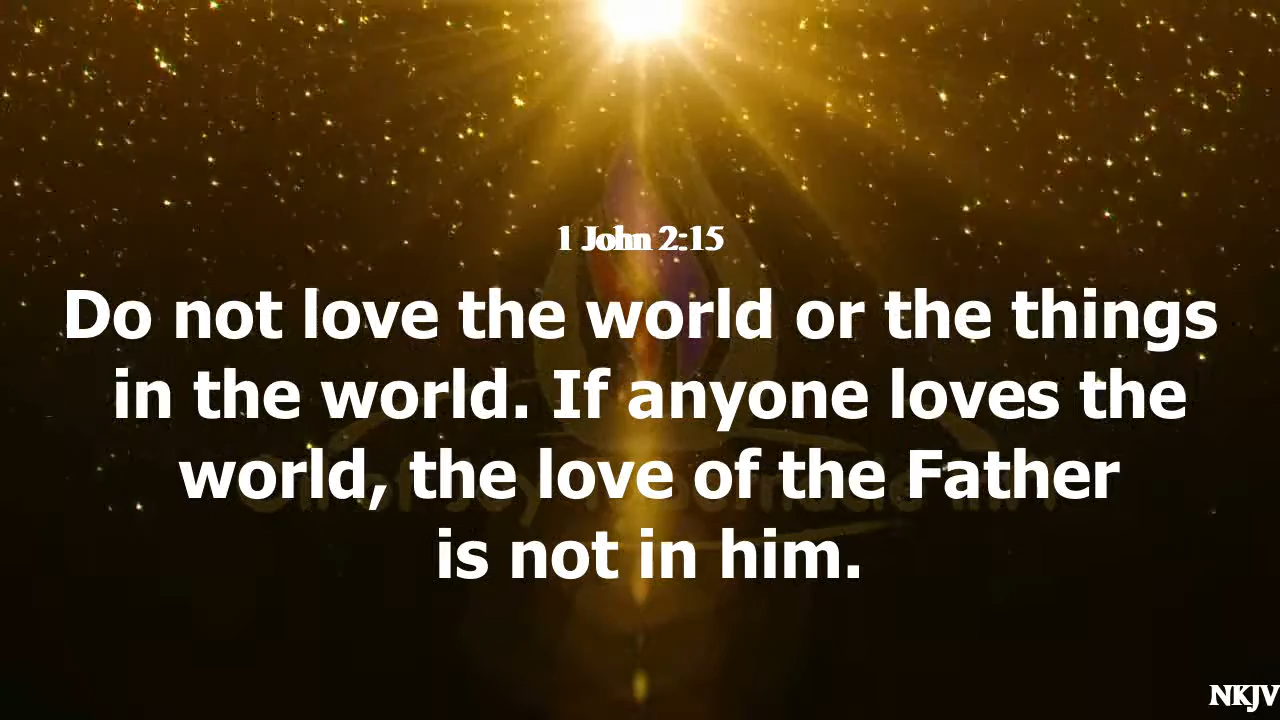 1 John 2:15
Do not love the world or the things
in the world. If anyone loves the
world, the love of the Father
is not in him.
NKJV